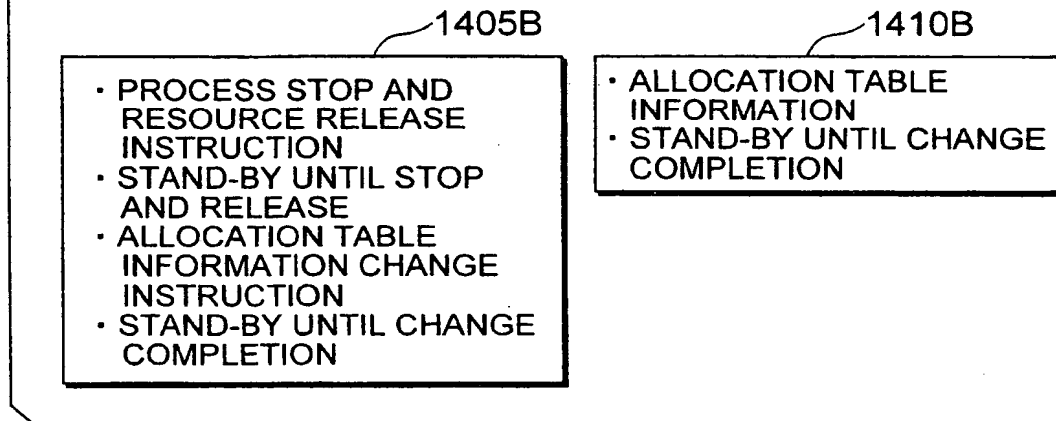 1405B
· PROCESS STOP AND
RESOURCE RELEASE
INSTRUCTION
· STAND-BY UNTIL STOP
AND RELEASE
· ALLOCATION TABLE
INFORMATION CHANGE
INSTRUCTION
· STAND-BY UNTIL CHANGE
COMPLETION
1410B
· ALLOCATION TABLE
INFORMATION
· STAND-BY UNTIL CHANGE
COMPLETION